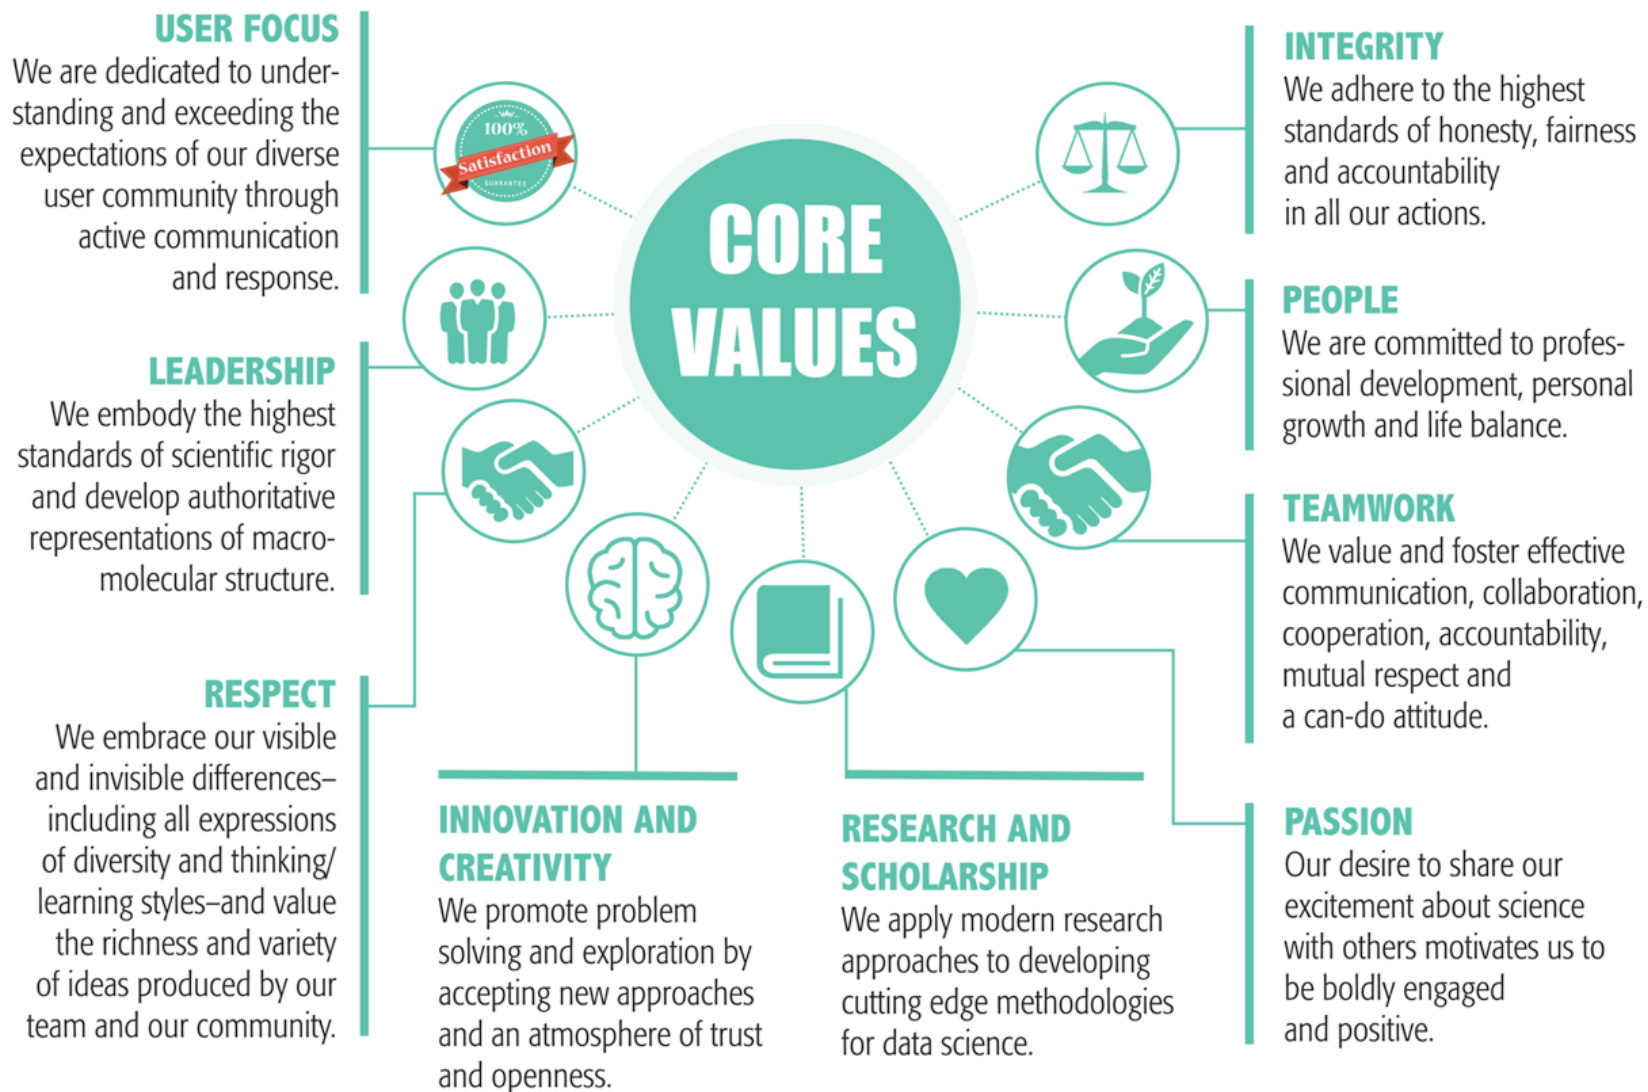 USER FOCUS
We are dedicated to under-
standing and exceeding the
expectations of our diverse
user community through
active communication
and response.
LEADERSHIP
We embody the highest
standards of scientific rigor
and develop authoritative
representations of macro-
molecular structure.
RESPECT
We embrace our visible
and invisible differences–
including all expressions
of diversity and thinking/
learning styles–and value
the richness and variety
of ideas produced by our
team and our community.
100%
Satisfaction
GUARANTEE
CORE
VALUES
INNOVATION AND
CREATIVITY
We promote problem
solving and exploration by
accepting new approaches
and an atmosphere of trust
and openness.
RESEARCH AND
SCHOLARSHIP
We apply modern research
approaches to developing
cutting edge methodologies
for data science.
INTEGRITY
We adhere to the highest
standards of honesty, fairness
and accountability
in all our actions.
PEOPLE
We are committed to profes-
sional development, personal
growth and life balance.
TEAMWORK
We value and foster effective
communication, collaboration,
cooperation, accountability,
mutual respect and
a can-do attitude.
PASSION
Our desire to share our
excitement about science
with others motivates us to
be boldly engaged
and positive.